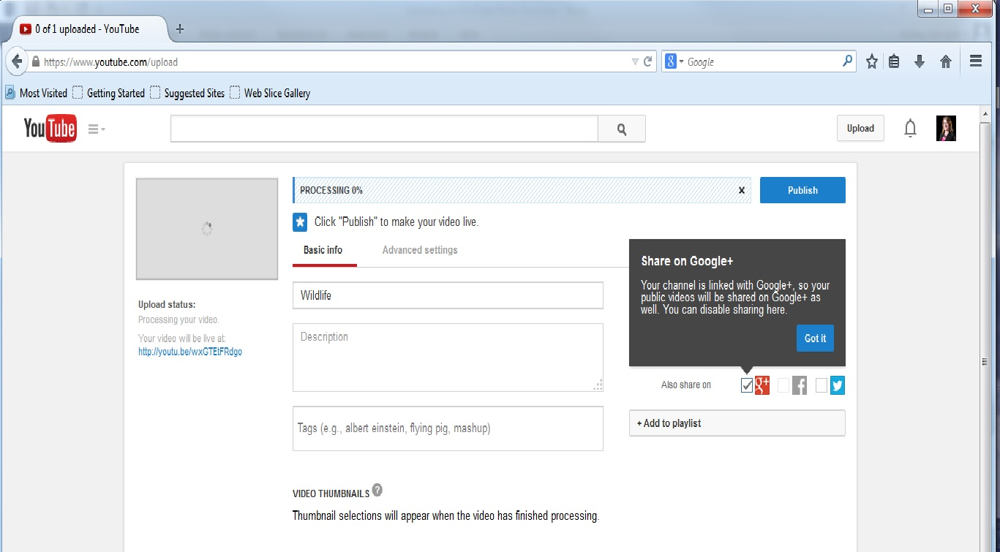 0 of 1 uploaded - YouTube
https://www.youtube.com/upload
Google
Most Visited Getting Started Suggested Sites Web Slice Gallery
YouTube
Upload
PROCESSING 0%
Publish
Click "Publish" to make your video live.
Basic info
Advanced settings
Share on Google+
Your channel is linked with Google+, so your
public videos will be shared on Google+ as
well. You can disable sharing here.
Got it
Wildlife
Upload status:
Processing your video.
Your video will be live at:
http://youtu.be/wxGTEtFRdgo
Description
Also share on
+ Add to playlist
Tags (e.g., albert einstein, flying pig, mashup)
VIDEO THUMBNAILS ?
Thumbnail selections will appear when the video has finished processing.